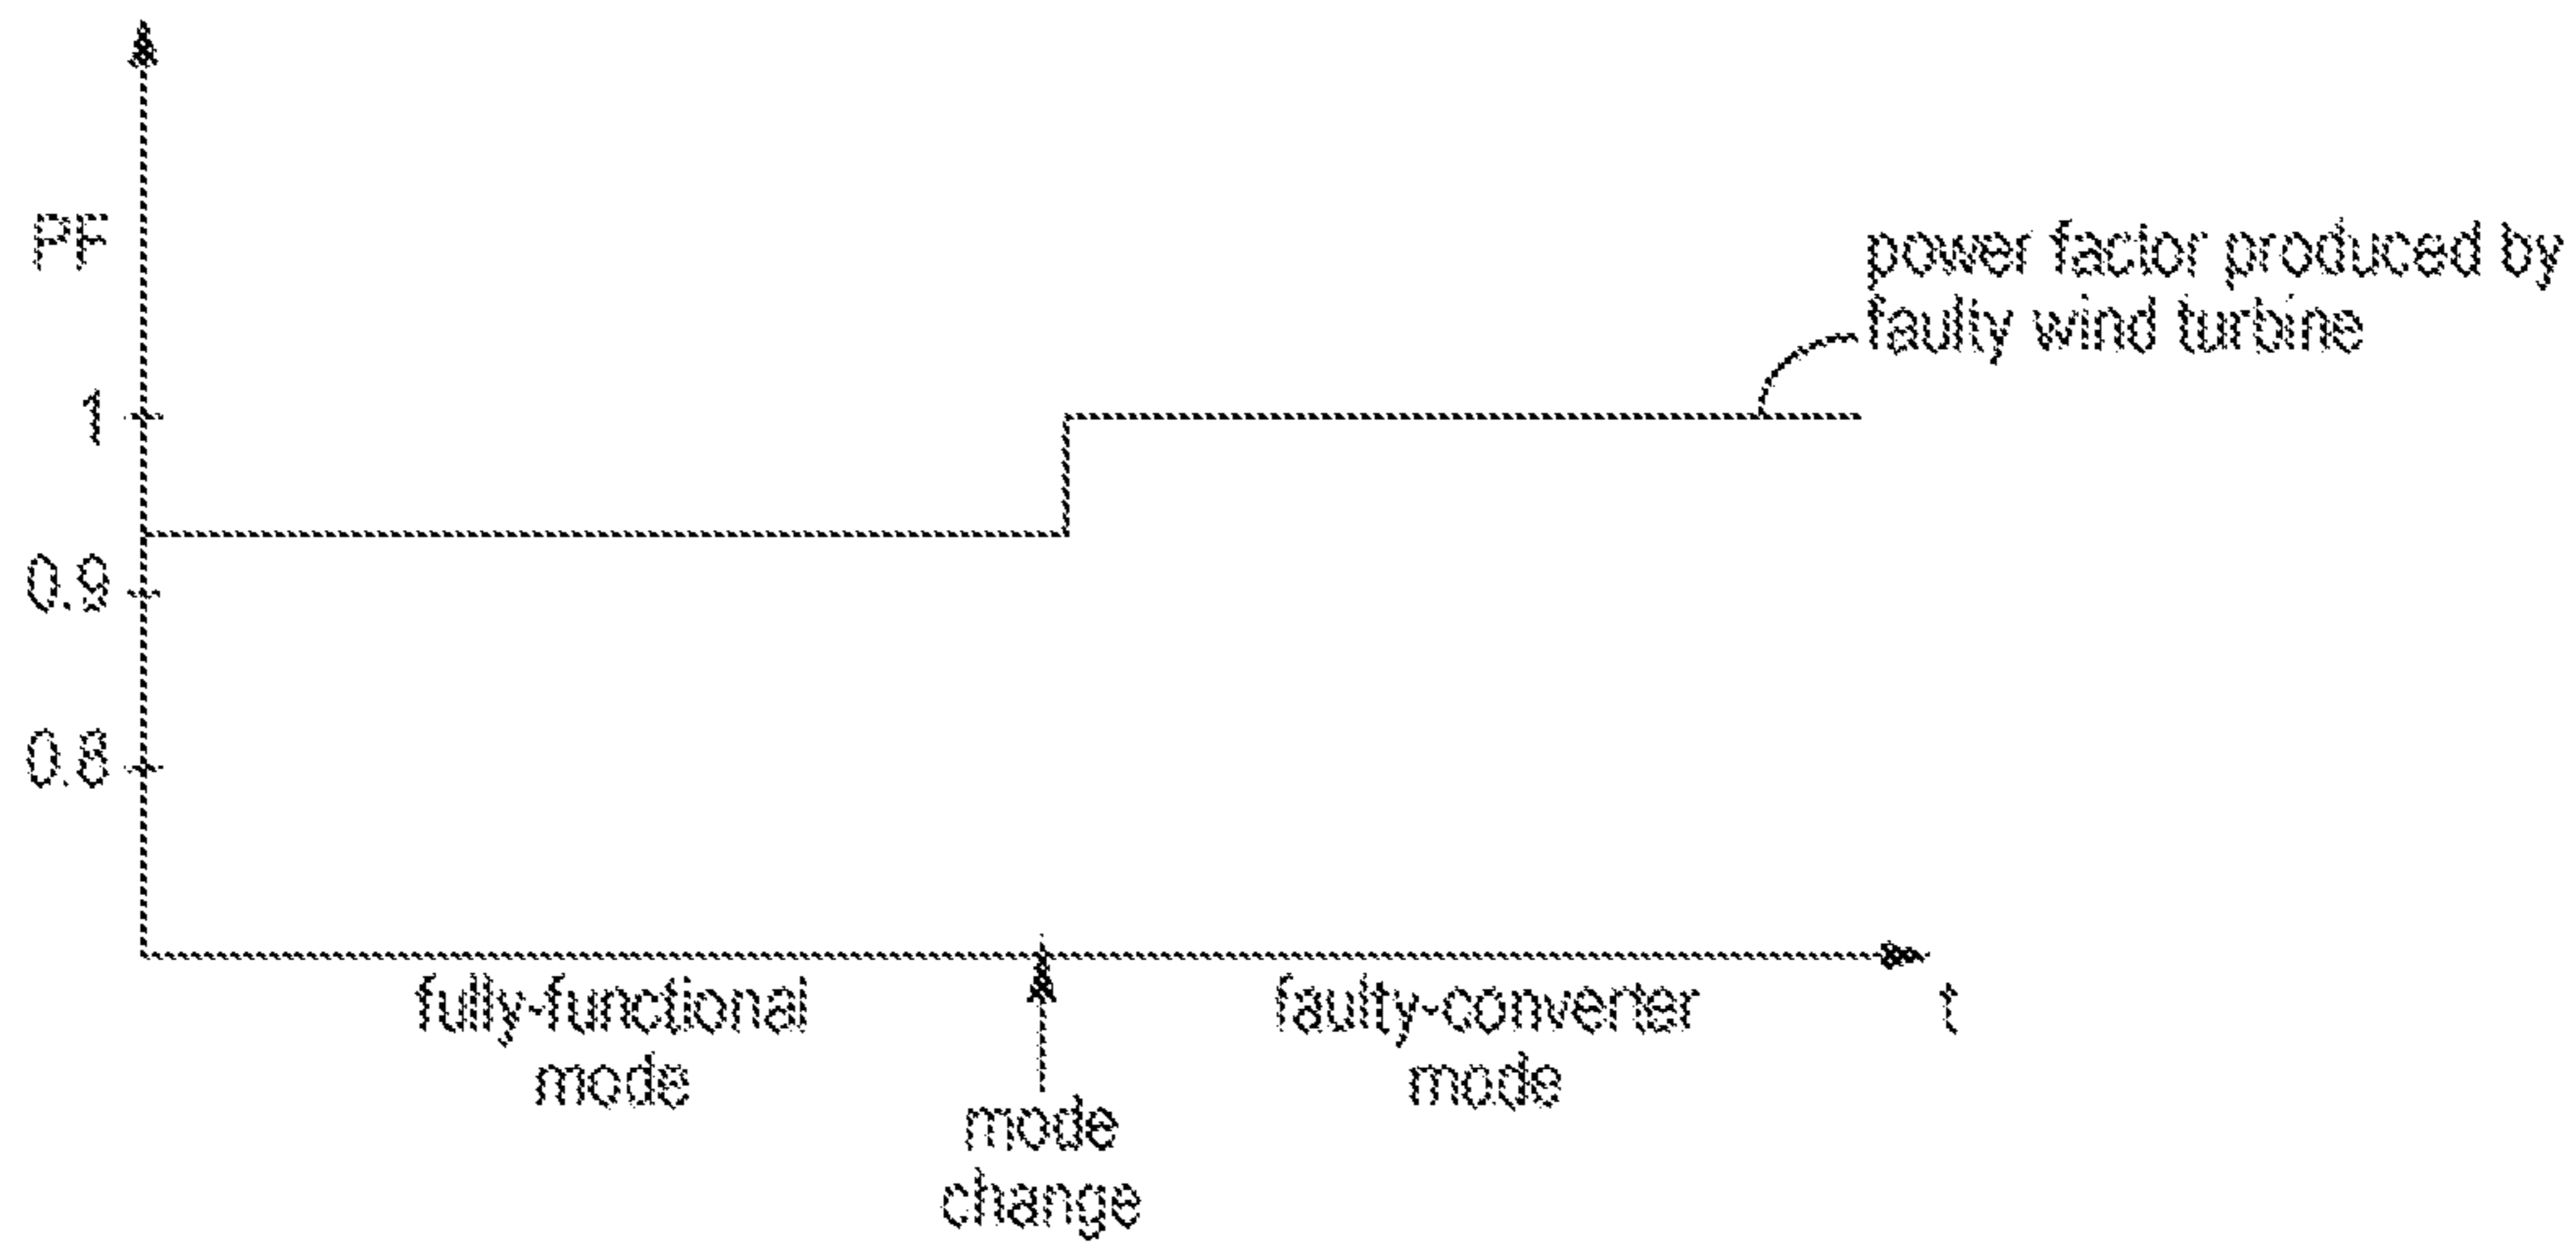 PF
power factor produced by
faulty wind turbine
1
0.9
0.8
fully-functional
mode
faulty-converter
mode
t
mode
change